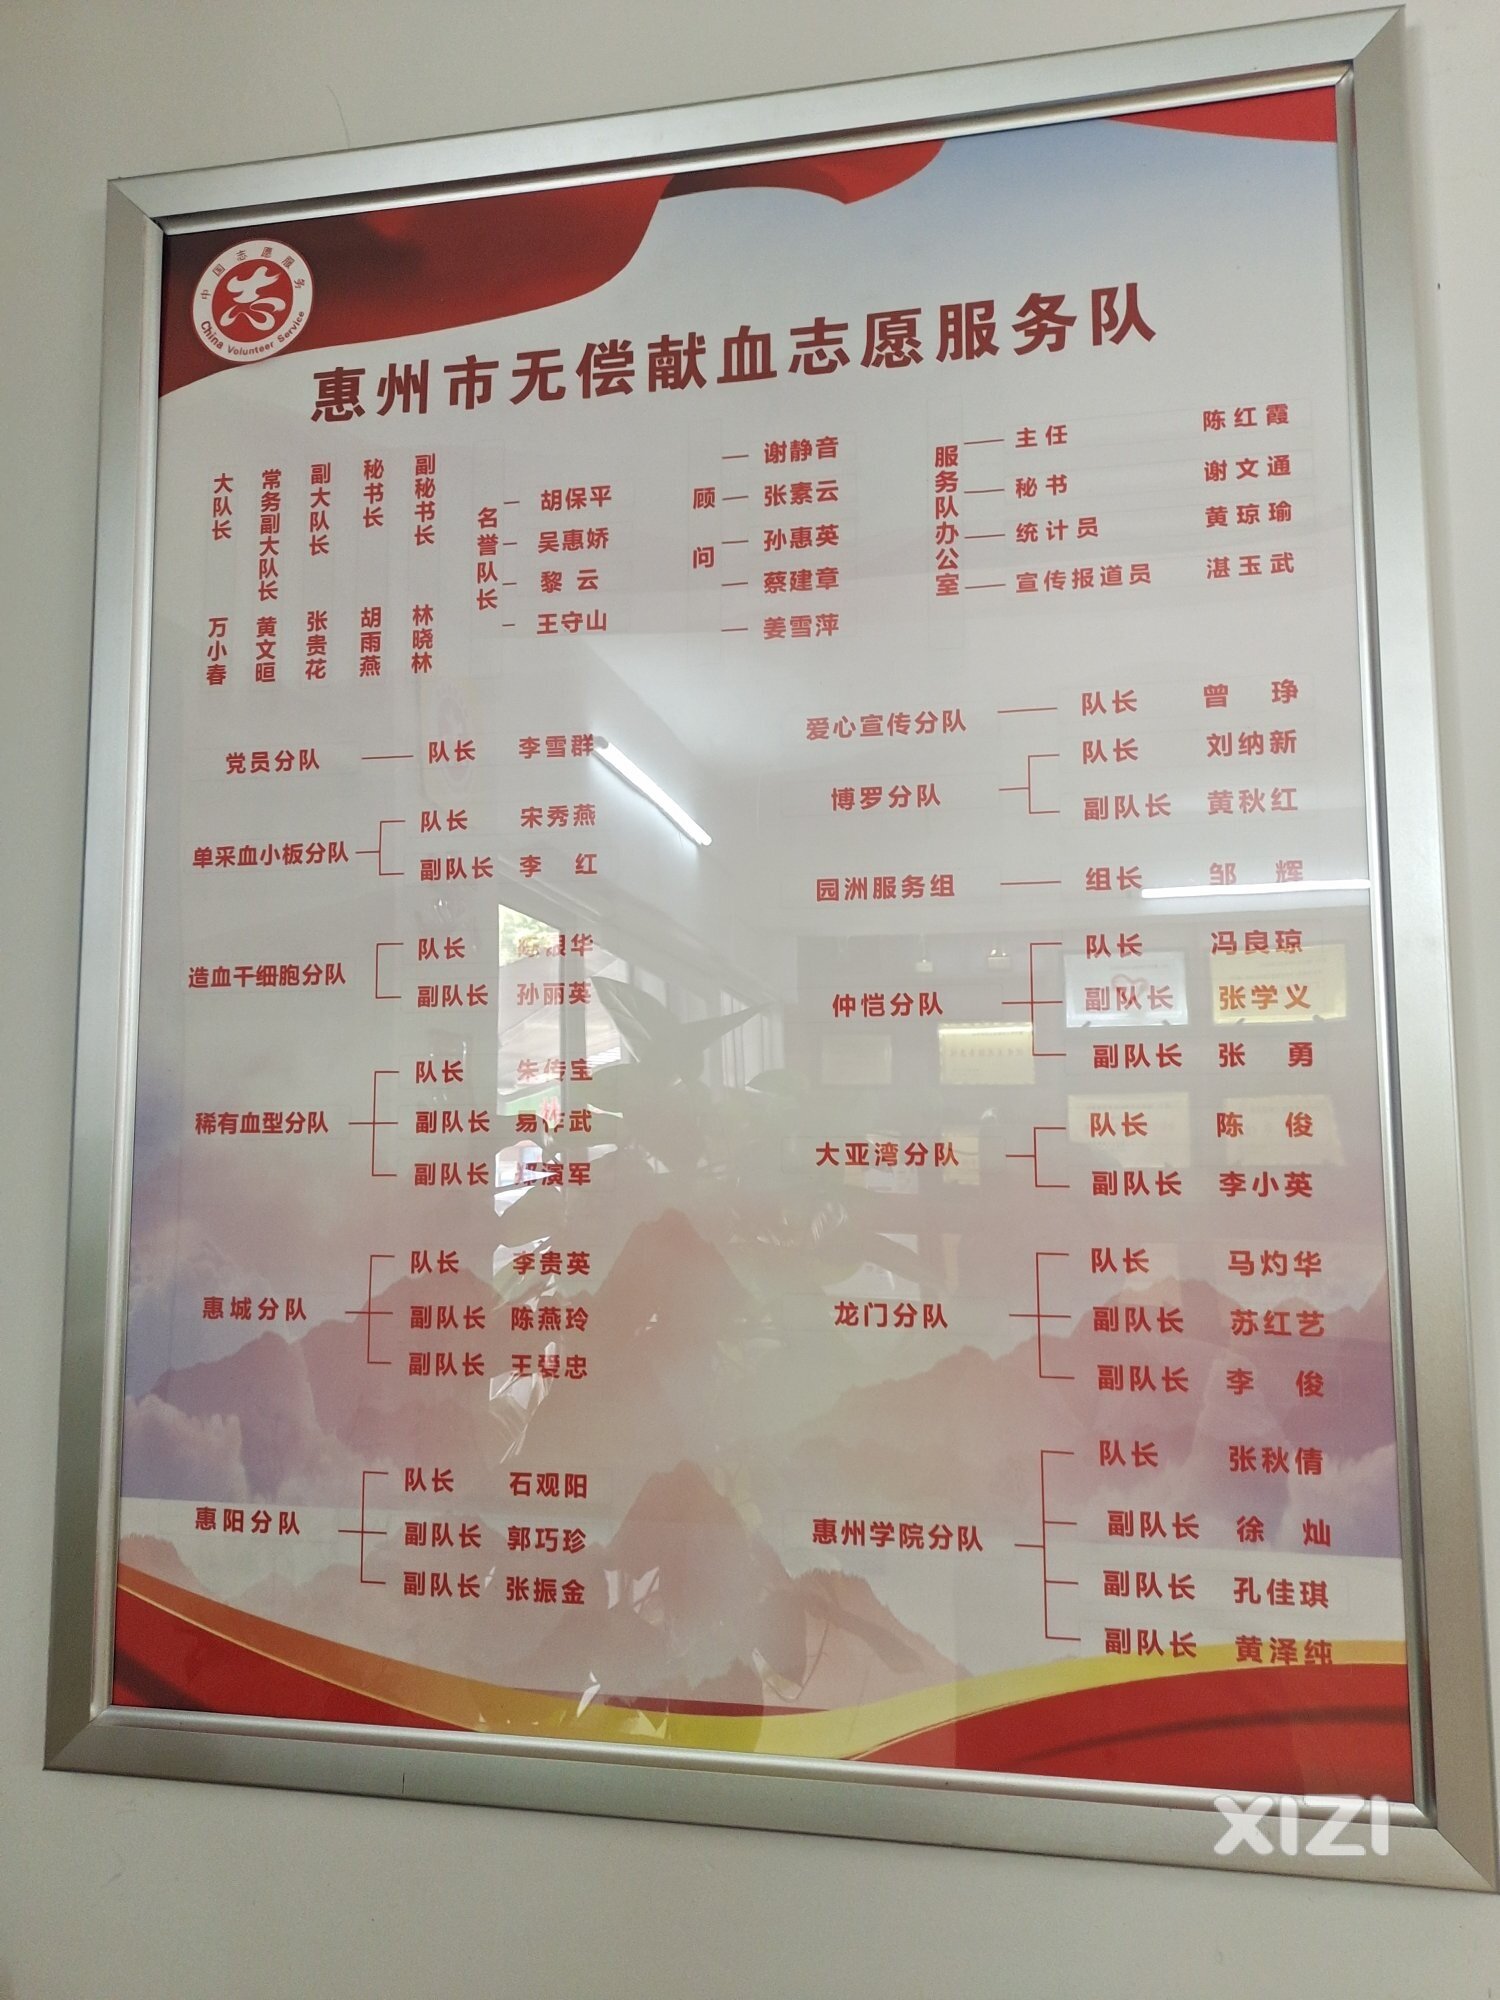 中国志愿服务
China Volunteer Service
惠州市无偿献血志愿服务队
大队长 万小春
常务副大队长 黄文晅
副大队长 张贵花
秘书长 胡雨燕
副秘书长 林晓林
名誉队长
胡保平
吴惠娇
黎云
王守山
顾问
谢静音
张素云
孙惠英
蔡建章
姜雪萍
服务队办公室
主任 陈红霞
秘书 谢文通
统计员 黄琼瑜
宣传报道员 湛玉武
党员分队
队长 李雪群
单采血小板分队
队长 宋秀燕
副队长 李红
造血干细胞分队
队长
副队长 孙丽英
稀有血型分队
队长 朱传宝
副队长 易作武
副队长 郑演军
惠城分队
队长 李贵英
副队长 陈燕玲
副队长 王爱忠
惠阳分队
队长 石观阳
副队长 郭巧珍
副队长 张振金
爱心宣传分队
队长 曾琤
博罗分队
队长 刘纳新
副队长 黄秋红
园洲服务组
组长 邹辉
仲恺分队
队长 冯良琼
副队长 张学义
副队长 张勇
大亚湾分队
队长 陈俊
副队长 李小英
龙门分队
队长 马灼华
副队长 苏红艺
副队长 李俊
惠州学院分队
队长 张秋倩
副队长 徐灿
副队长 孔佳琪
副队长 黄泽纯
XIZI